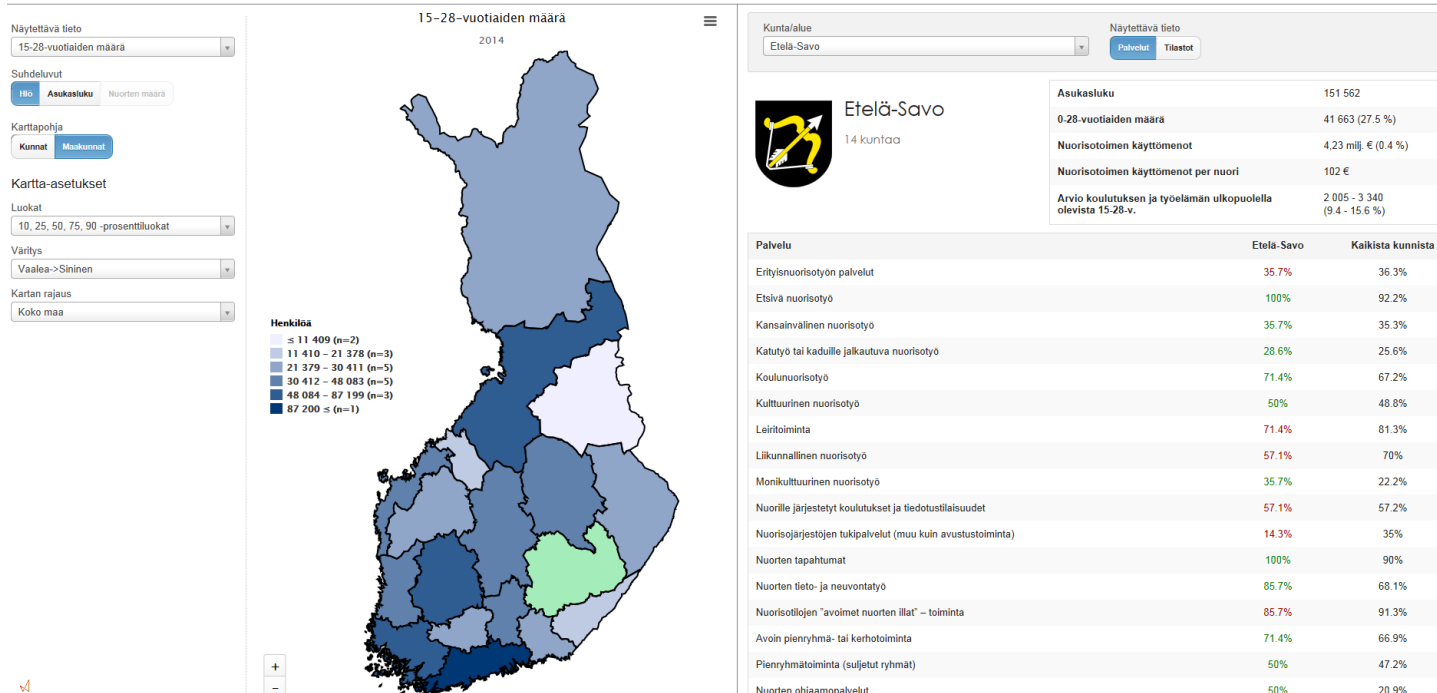 Näytettävä tieto
15-28-vuotiaiden määrä
Suhdeluvut
Hlö Asukasluku Nuorten määrä
Karttapohja
Kunnat Maakunnat
Kartta-asetukset
Luokat
10, 25, 50, 75, 90 -prosenttiluokat
Väritys
Vaalea->Sininen
Kartan rajaus
Koko maa
15-28-vuotiaiden määrä
2014
Henkilöä
≤ 11 409 (n=2)
11 410 – 21 378 (n=3)
21 379 – 30 411 (n=5)
30 412 – 48 083 (n=5)
48 084 – 87 199 (n=3)
87 200 ≤ (n=1)
+
−
Kunta/alue
Etelä-Savo
Näytettävä tieto
Palvelut Tilastot
Etelä-Savo
14 kuntaa
Asukasluku 151 562
0-28-vuotiaiden määrä 41 663 (27.5 %)
Nuorisotoimen käyttömenot 4,23 milj. € (0.4 %)
Nuorisotoimen käyttömenot per nuori 102 €
Arvio koulutuksen ja työelämän ulkopuolella 2 005 - 3 340
olevista 15-28-v. (9.4 - 15.6 %)
Palvelu Etelä-Savo Kaikista kunnista
Erityisnuorisotyön palvelut 35.7% 36.3%
Etsivä nuorisotyö 100% 92.2%
Kansainvälinen nuorisotyö 35.7% 35.3%
Katutyö tai kaduille jalkautuva nuorisotyö 28.6% 25.6%
Koulunuorisotyö 71.4% 67.2%
Kulttuurinen nuorisotyö 50% 48.8%
Leiritoiminta 71.4% 81.3%
Liikunnallinen nuorisotyö 57.1% 70%
Monikulttuurinen nuorisotyö 35.7% 22.2%
Nuorille järjestetyt koulutukset ja tiedotustilaisuudet 57.1% 57.2%
Nuorisojärjestöjen tukipalvelut (muu kuin avustustoiminta) 14.3% 35%
Nuorten tapahtumat 100% 90%
Nuorten tieto- ja neuvontatyö 85.7% 68.1%
Nuorisotilojen "avoimet nuorten illat" – toiminta 85.7% 91.3%
Avoin pienryhmä- tai kerhotoiminta 71.4% 66.9%
Pienryhmätoiminta (suljetut ryhmät) 50% 47.2%
Nuorten ohjaamopalvelut 50% 20.9%